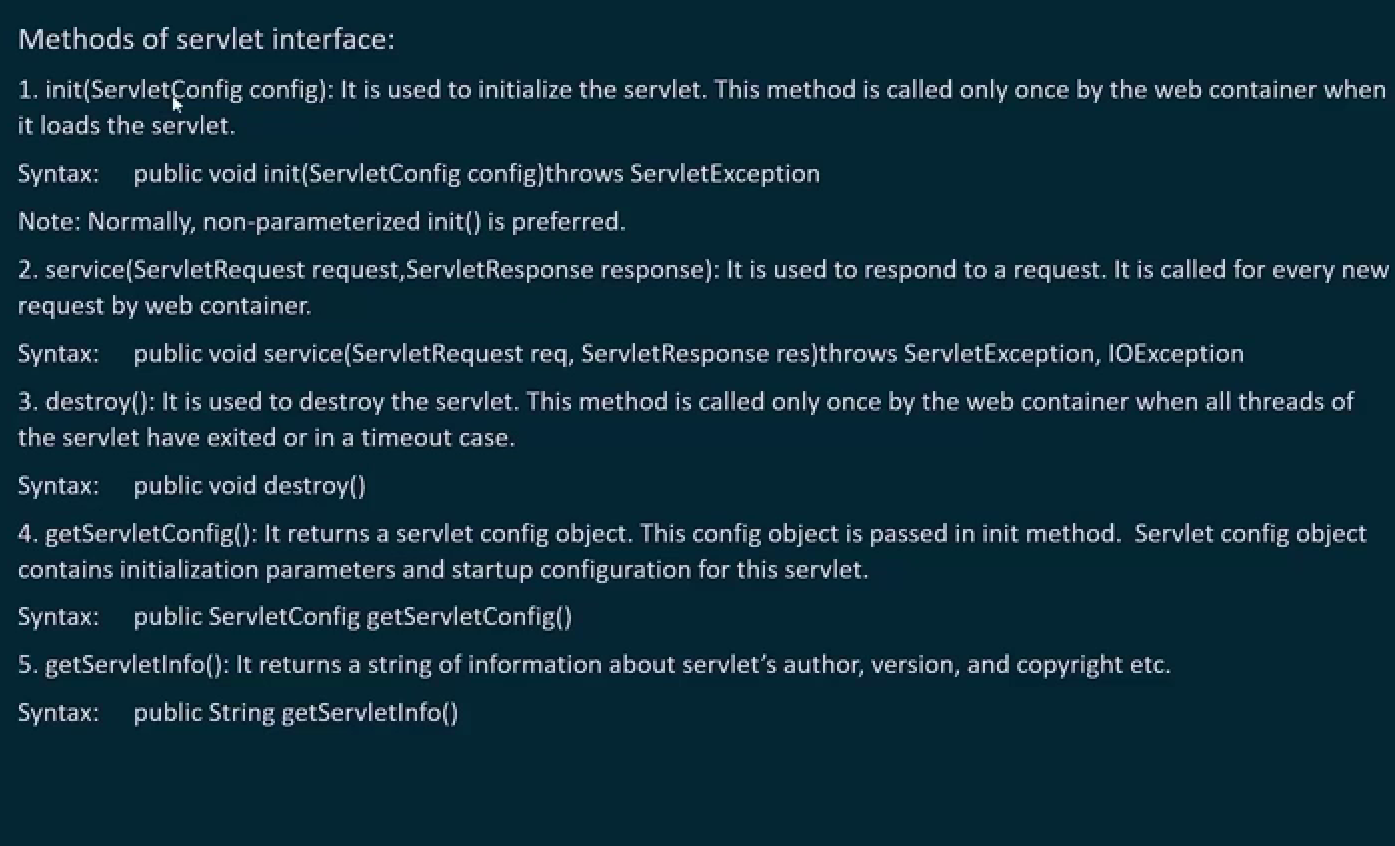 Methods of servlet interface:
1. init(ServletConfig config): It is used to initialize the servlet. This method is called only once by the web container when
it loads the servlet.
Syntax: public void init(ServletConfig config)throws ServletException
Note: Normally, non-parameterized init() is preferred.
2. service(ServletRequest request,ServletResponse response): It is used to respond to a request. It is called for every new
request by web container.
Syntax: public void service(ServletRequest req, ServletResponse res)throws ServletException, IOException
3. destroy(): It is used to destroy the servlet. This method is called only once by the web container when all threads of
the servlet have exited or in a timeout case.
Syntax: public void destroy()
4. getServletConfig(): It returns a servlet config object. This config object is passed in init method. Servlet config object
contains initialization parameters and startup configuration for this servlet.
Syntax: public ServletConfig getServletConfig()
5. getServletInfo(): It returns a string of information about servlet’s author, version, and copyright etc.
Syntax: public String getServletInfo()